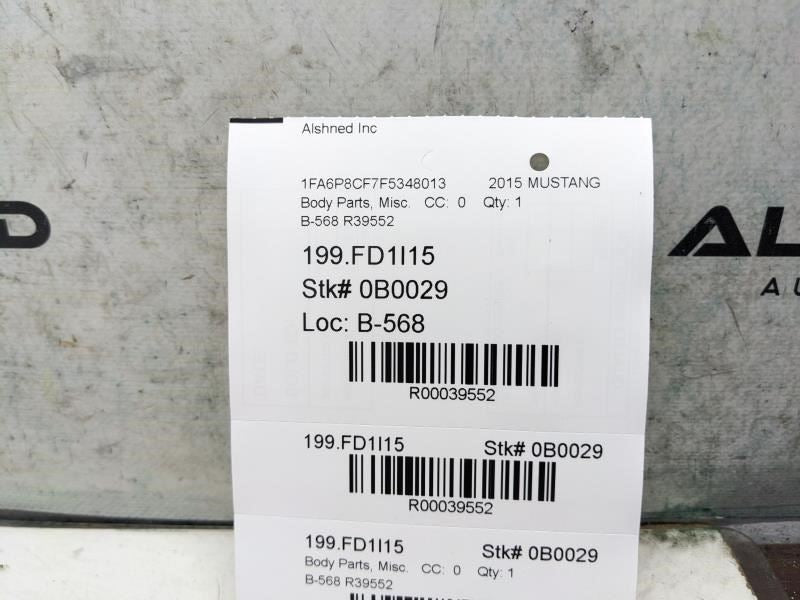 Alshned Inc
1FA6P8CF7F5348013 2015 MUSTANG
Body Parts, Misc. CC: 0 Qty: 1
B-568 R39552
199.FD1I15
Stk# 0B0029
Loc: B-568
R00039552
199.FD1I15 Stk# 0B0029
R00039552
199.FD1I15 Stk# 0B0029
Body Parts, Misc. CC: 0 Qty: 1
B-568 R39552